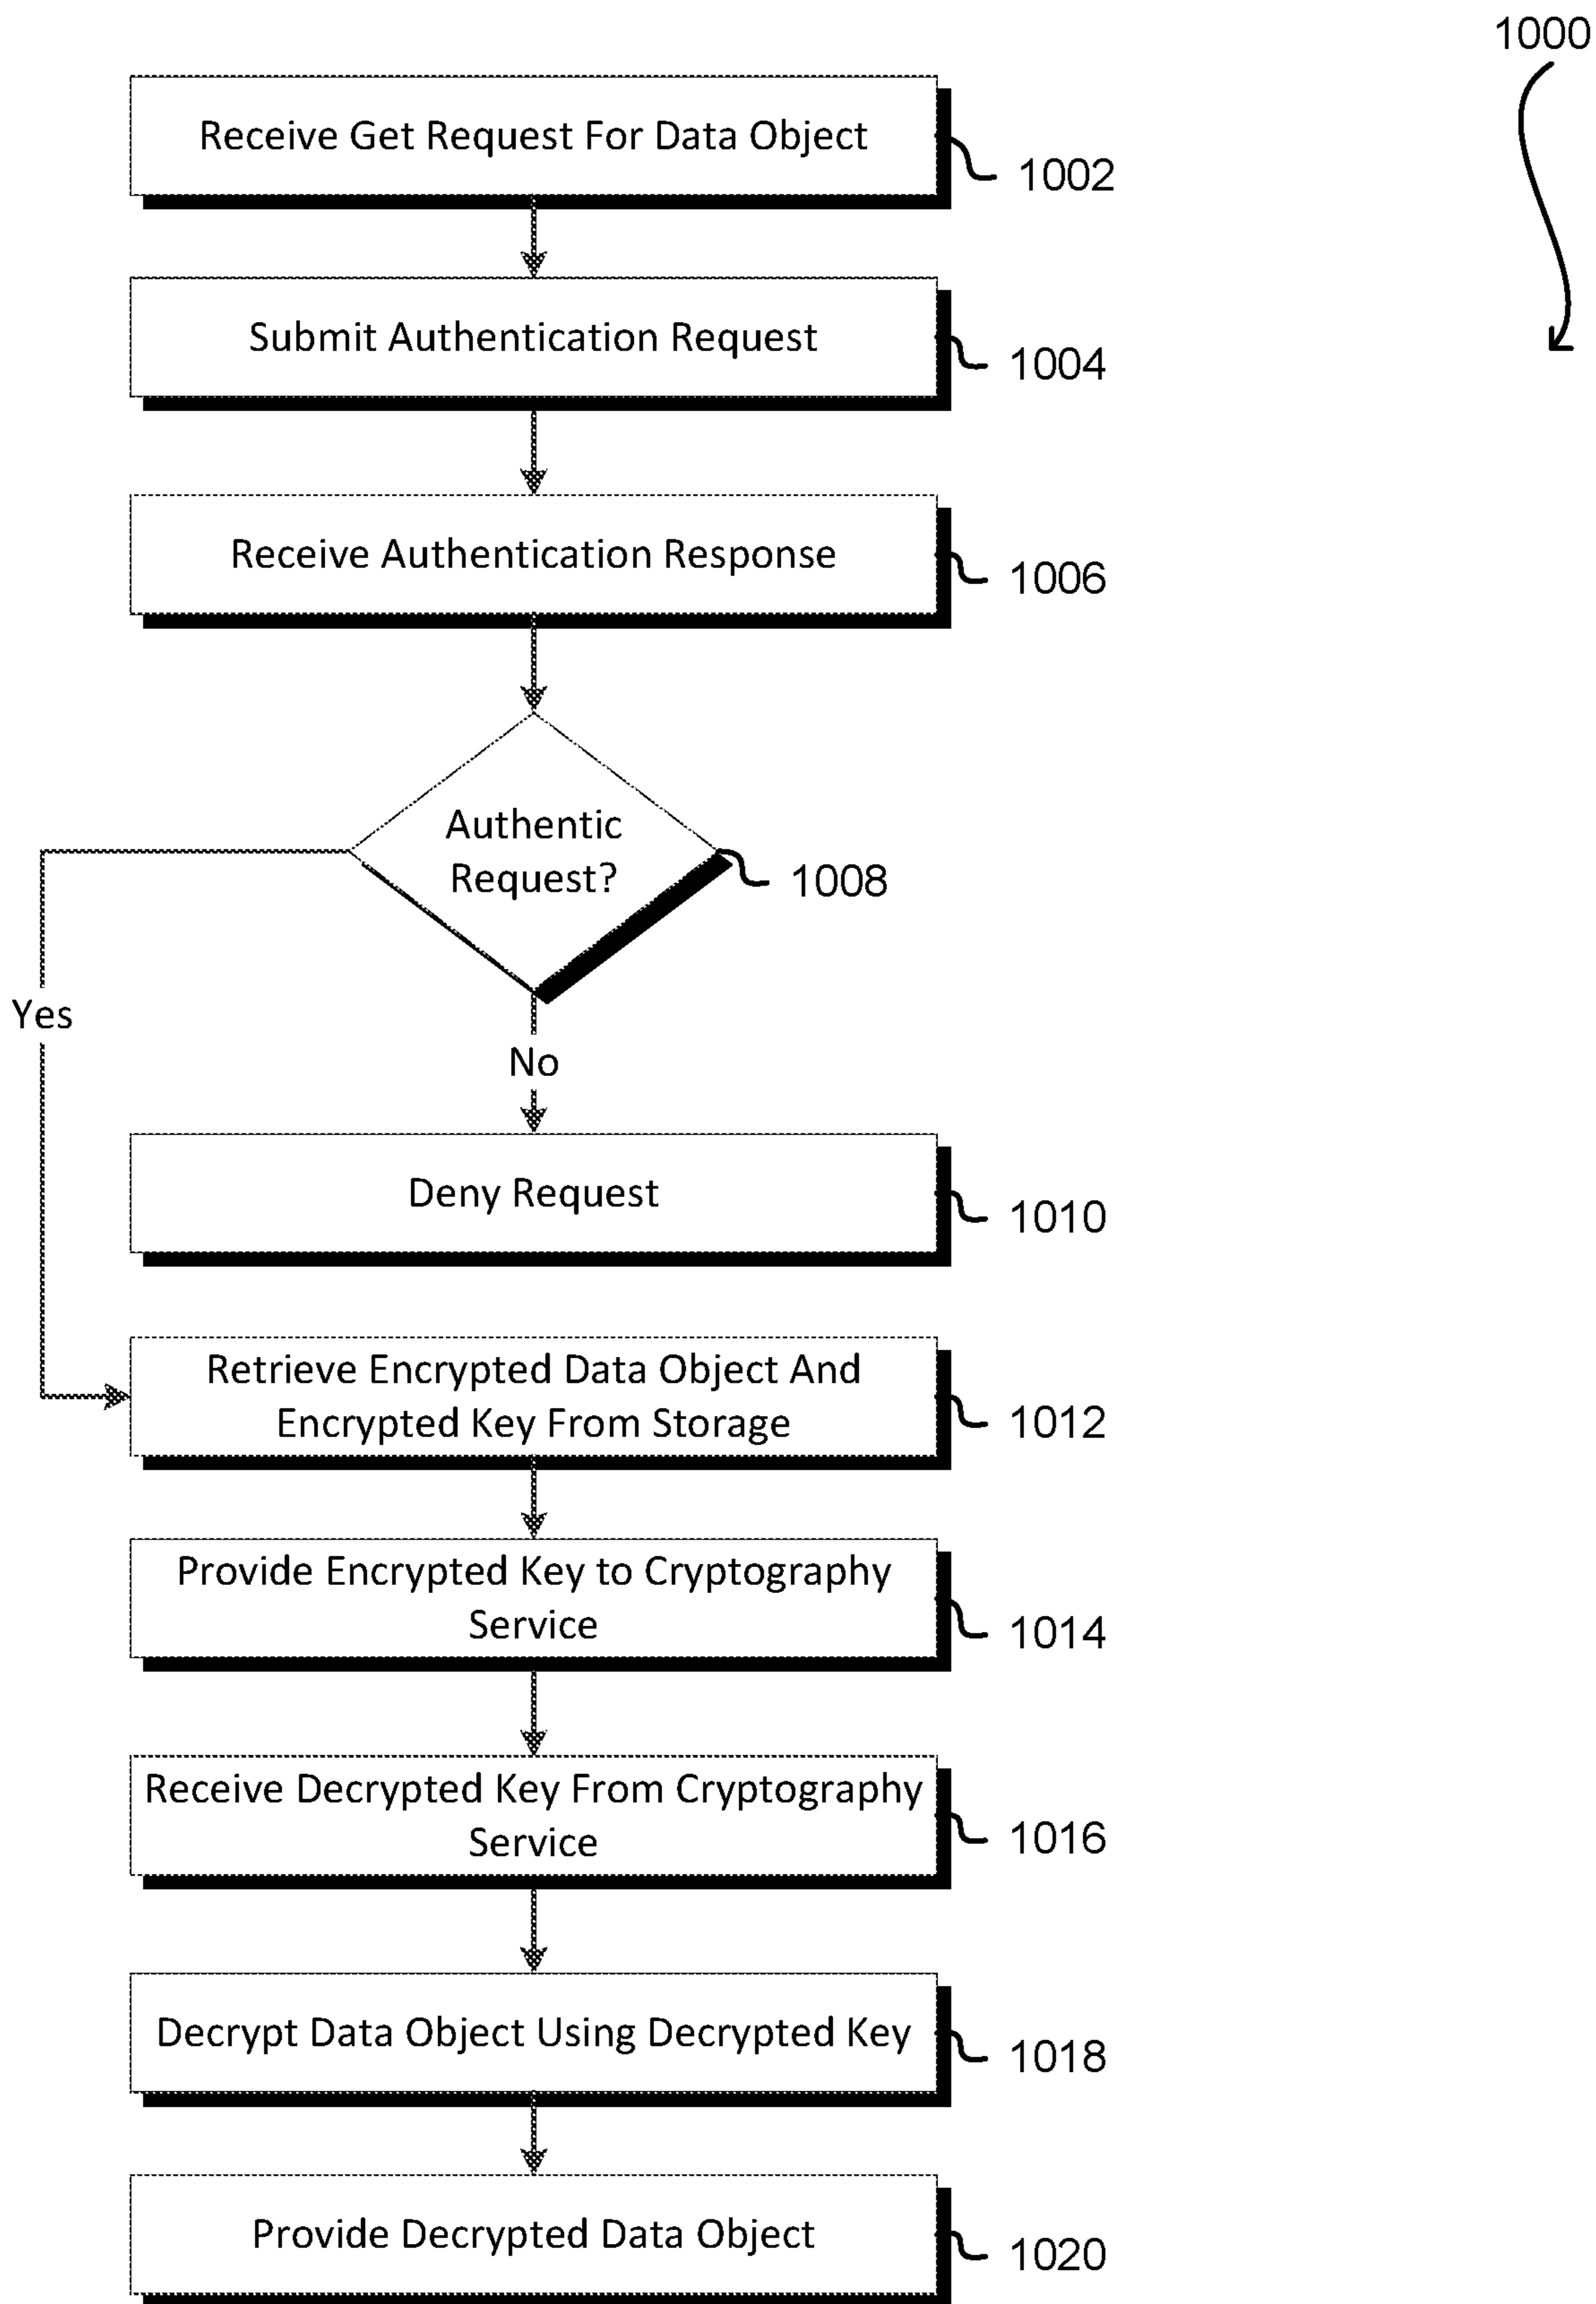 1000
Receive Get Request For Data Object
1002
Submit Authentication Request
1004
Receive Authentication Response
1006
Authentic
Request?
1008
Yes
No
Deny Request
1010
Retrieve Encrypted Data Object And
Encrypted Key From Storage
1012
Provide Encrypted Key to Cryptography
Service
1014
Receive Decrypted Key From Cryptography
Service
1016
Decrypt Data Object Using Decrypted Key
1018
Provide Decrypted Data Object
1020